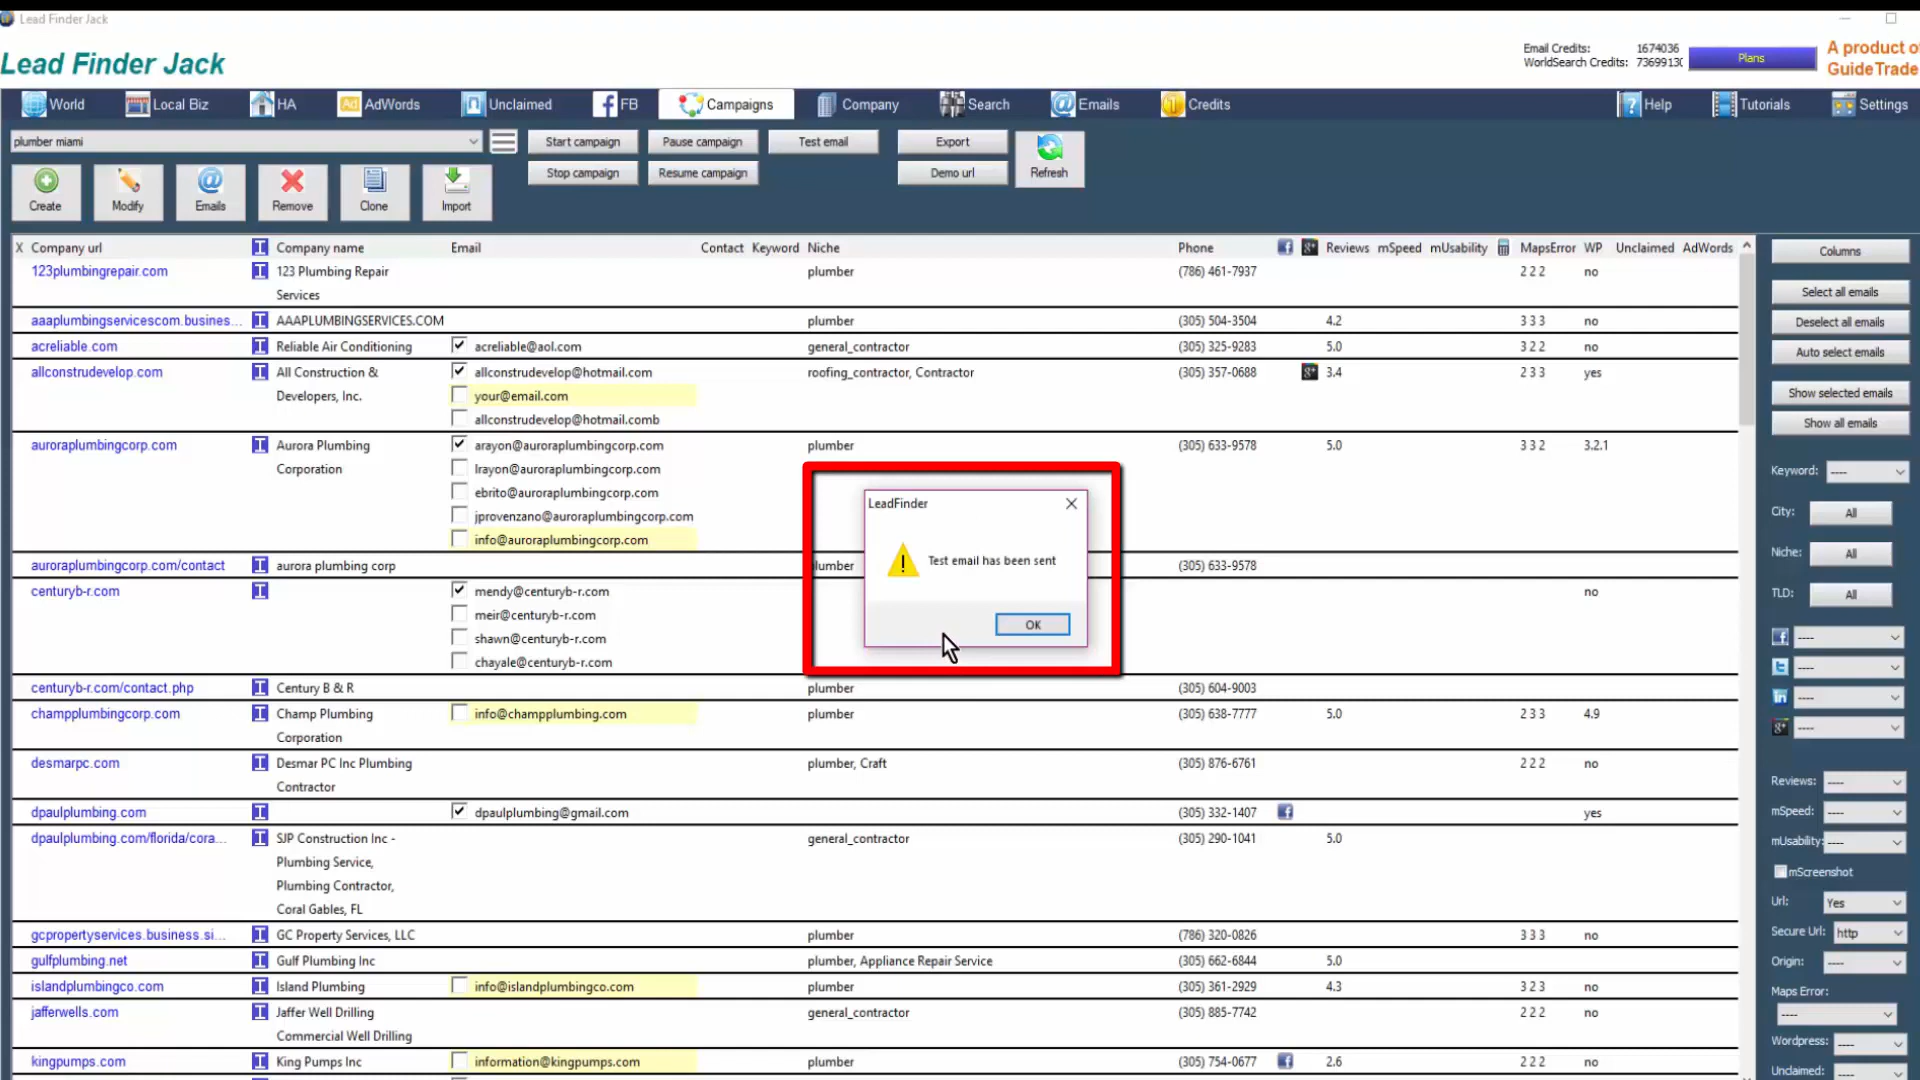 Lead Finder Jack
Lead Finder Jack
Email Credits: 1674036
WorldSearch Credits: 7369913
Plans
A product of
GuideTrade
World Local Biz HA AdWords Unclaimed FB Campaigns Company Search Emails Credits Help Tutorials Settings
plumber miami
Start campaign Pause campaign Test email Export
Stop campaign Resume campaign Demo url Refresh
Create Modify Emails Remove Clone Import
X Company url Company name Email Contact Keyword Niche Phone Reviews mSpeed mUsability MapsError WP Unclaimed AdWords
123plumbingrepair.com 123 Plumbing Repair plumber (786) 461-7937 2 2 2 no
Services
aaaplumbingservicescom.busines... AAAPLUMBINGSERVICES.COM plumber (305) 504-3504 4.2 3 3 3 no
acreliable.com Reliable Air Conditioning acreliable@aol.com general_contractor (305) 325-9283 5.0 3 2 2 no
allconstrudevelop.com All Construction & allconstrudevelop@hotmail.com roofing_contractor, Contractor (305) 357-0688 3.4 2 3 3 yes
Developers, Inc. your@email.com
allconstrudevelop@hotmail.comb
auroraplumbingcorp.com Aurora Plumbing arayon@auroraplumbingcorp.com plumber (305) 633-9578 5.0 3 3 2 3.2.1
Corporation lrayon@auroraplumbingcorp.com
ebrito@auroraplumbingcorp.com
jprovenzano@auroraplumbingcorp.com
info@auroraplumbingcorp.com
auroraplumbingcorp.com/contact aurora plumbing corp lumber (305) 633-9578
centuryb-r.com mendy@centuryb-r.com no
meir@centuryb-r.com
shawn@centuryb-r.com
chayale@centuryb-r.com
centuryb-r.com/contact.php Century B & R plumber (305) 604-9003
champplumbingcorp.com Champ Plumbing info@champplumbing.com plumber (305) 638-7777 5.0 2 3 3 4.9
Corporation
desmarpc.com Desmar PC Inc Plumbing plumber, Craft (305) 876-6761 2 2 2 no
Contractor
dpaulplumbing.com dpaulplumbing@gmail.com (305) 332-1407 yes
dpaulplumbing.com/florida/cora... SJP Construction Inc - general_contractor (305) 290-1041 5.0
Plumbing Service,
Plumbing Contractor,
Coral Gables, FL
gcpropertyservices.business.si... GC Property Services, LLC plumber (786) 320-0826 3 3 3 no
gulfplumbing.net Gulf Plumbing Inc plumber, Appliance Repair Service (305) 662-6844 5.0
islandplumbingco.com Island Plumbing info@islandplumbingco.com plumber (305) 361-2929 4.3 3 2 3 no
jafferwells.com Jaffer Well Drilling general_contractor (305) 885-7742 2 2 2 no
Commercial Well Drilling
kingpumps.com King Pumps Inc information@kingpumps.com plumber (305) 754-0677 2.6 2 2 2 no
LeadFinder
Test email has been sent
OK
Columns
Select all emails
Deselect all emails
Auto select emails
Show selected emails
Show all emails
Keyword: ----
City: All
Niche: All
TLD: All
----
----
----
----
Reviews: ----
mSpeed: ----
mUsability: ----
mScreenshot
Url: Yes
Secure Url: http
Origin: ----
Maps Error:
----
Wordpress: ----
Unclaimed: ----